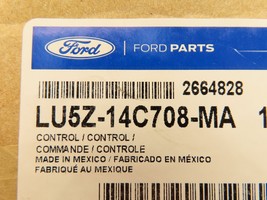 Ford FORD PARTS
2664828
LU5Z-14C708-MA 1
CONTROL / CONTROL /
COMMANDE / CONTROLE
MADE IN MEXICO / FABRICADO EN MÉXICO
FABRIQUÉ AU MEXIQUE